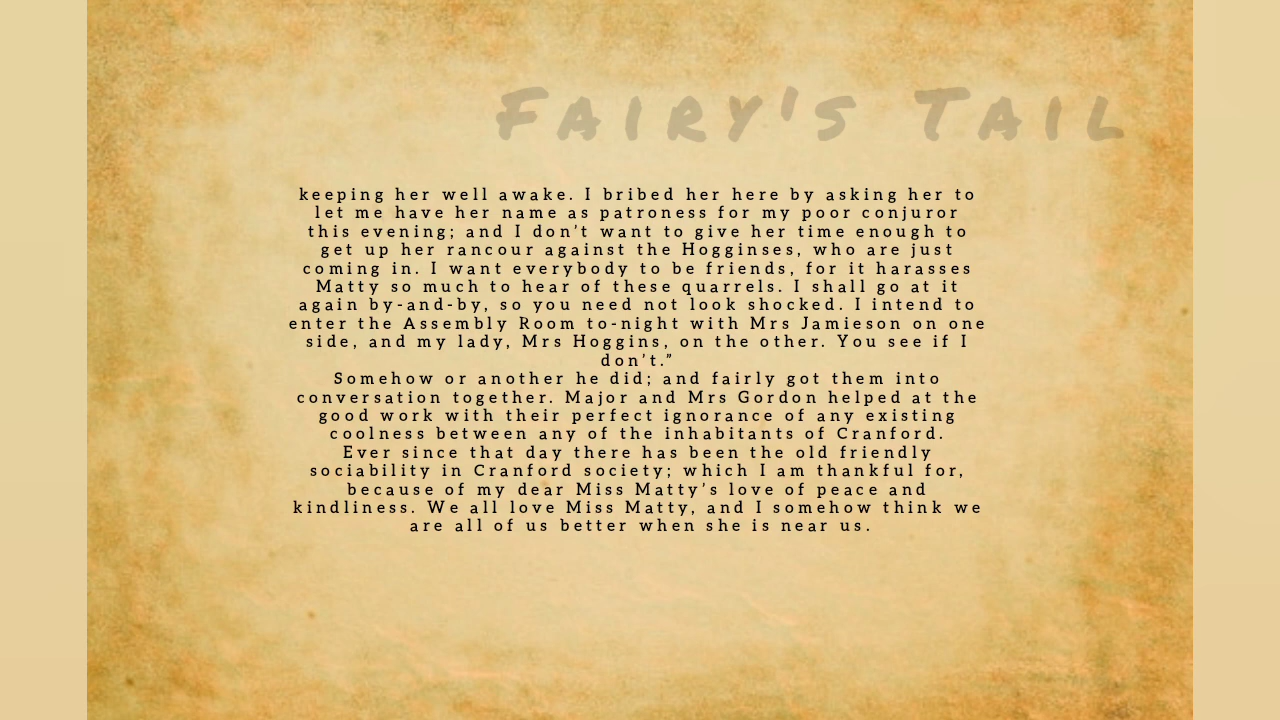 Fairy's Tail
keeping her well awake. I bribed her here by asking her to
let me have her name as patroness for my poor conjuror
this evening; and I don’t want to give her time enough to
get up her rancour against the Hogginses, who are just
coming in. I want everybody to be friends, for it harasses
Matty so much to hear of these quarrels. I shall go at it
again by-and-by, so you need not look shocked. I intend to
enter the Assembly Room to-night with Mrs Jamieson on one
side, and my lady, Mrs Hoggins, on the other. You see if I
don’t.”
Somehow or another he did; and fairly got them into
conversation together. Major and Mrs Gordon helped at the
good work with their perfect ignorance of any existing
coolness between any of the inhabitants of Cranford.
Ever since that day there has been the old friendly
sociability in Cranford society; which I am thankful for,
because of my dear Miss Matty’s love of peace and
kindliness. We all love Miss Matty, and I somehow think we
are all of us better when she is near us.